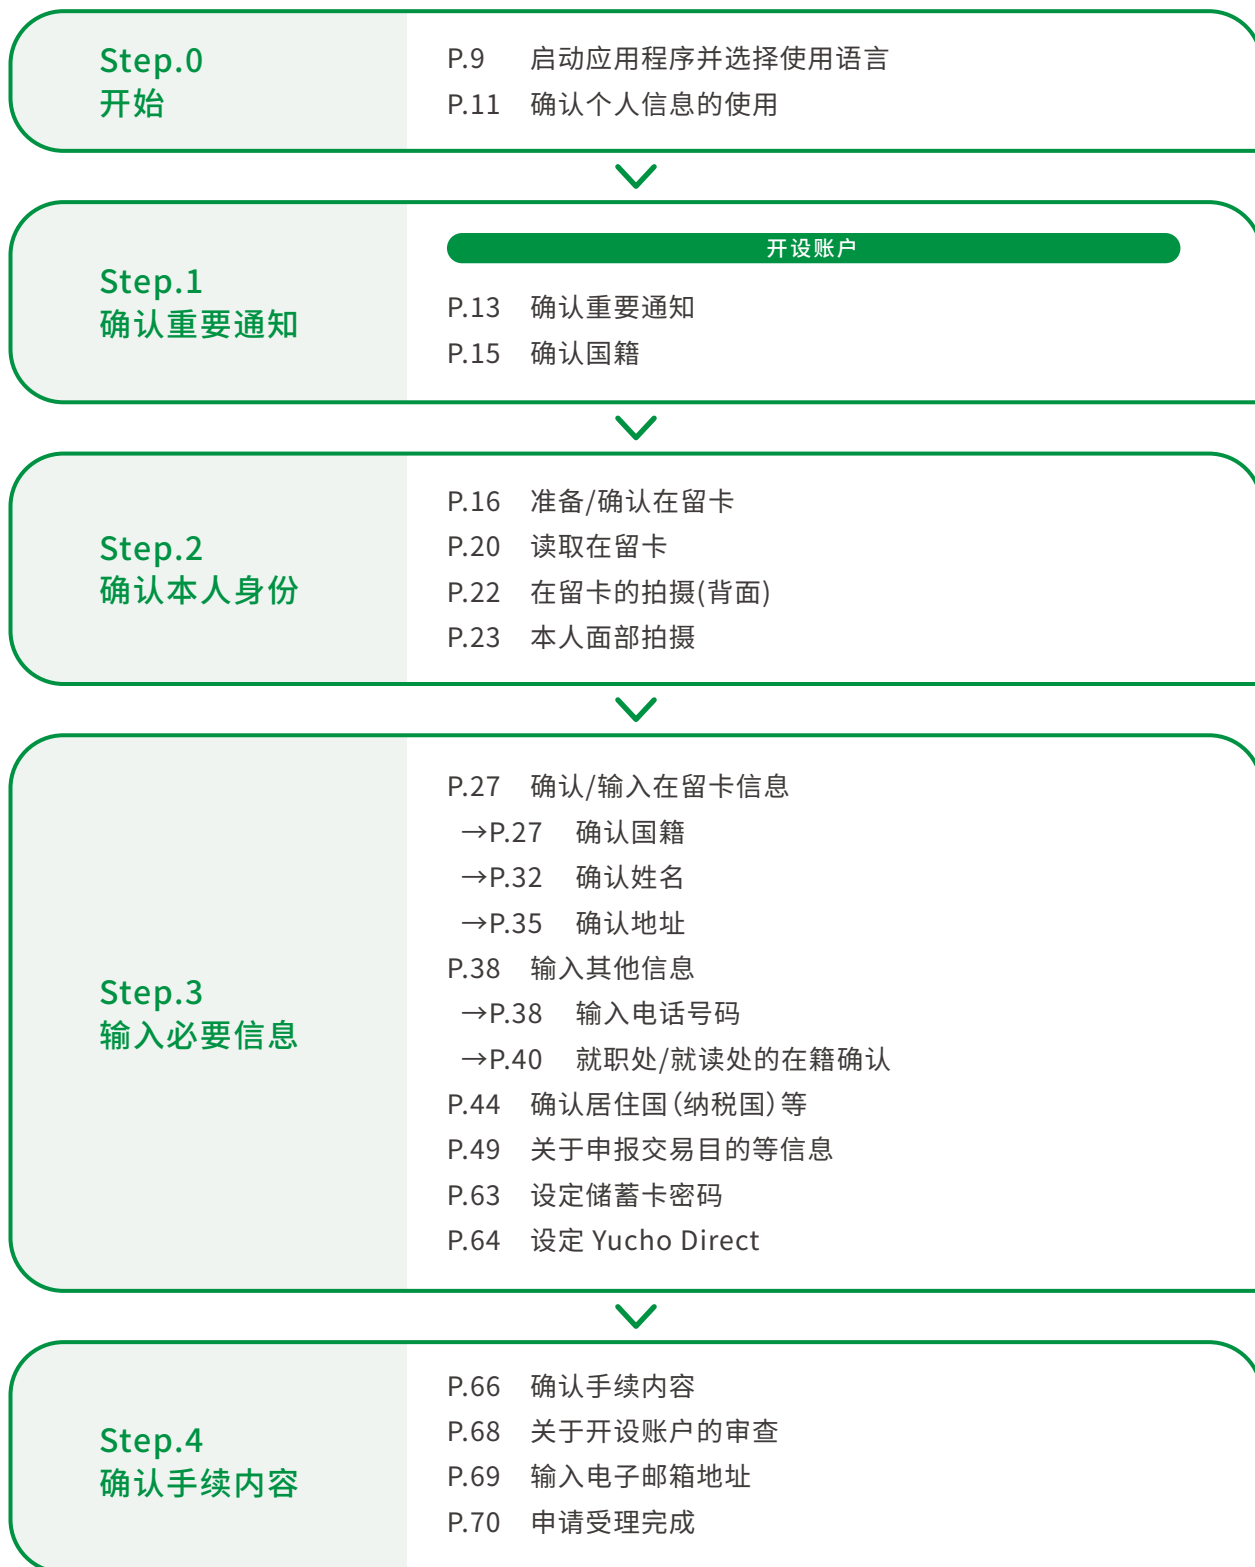 Step.0
开始
P.9 启动应用程序并选择使用语言
P.11 确认个人信息的使用
Step.1
确认重要通知
开设账户
P.13 确认重要通知
P.15 确认国籍
Step.2
确认本人身份
P.16 准备/确认在留卡
P.20 读取在留卡
P.22 在留卡的拍摄(背面)
P.23 本人面部拍摄
Step.3
输入必要信息
P.27 确认/输入在留卡信息
→P.27 确认国籍
→P.32 确认姓名
→P.35 确认地址
P.38 输入其他信息
→P.38 输入电话号码
→P.40 就职处/就读处的在籍确认
P.44 确认居住国(纳税国)等
P.49 关于申报交易目的等信息
P.63 设定储蓄卡密码
P.64 设定 Yucho Direct
Step.4
确认手续内容
P.66 确认手续内容
P.68 关于开设账户的审查
P.69 输入电子邮箱地址
P.70 申请受理完成